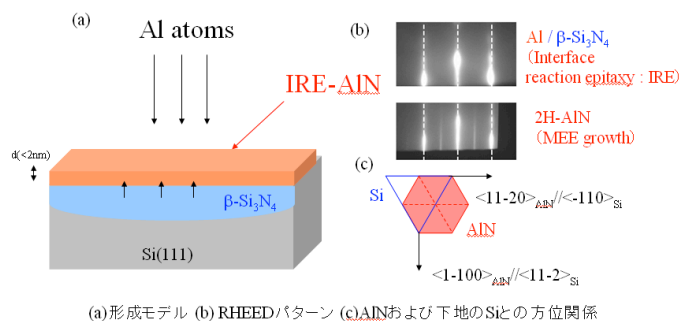 (a)
Al atoms
IRE-AlN
d(<2nm)
β-Si3N4
Si(111)
(b)
Al / β-Si3N4
(Interface
reaction epitaxy : IRE)
2H-AlN
(MEE growth)
(c)
Si
AlN
<11-20>AlN//<-110>Si
<1-100>AlN//<11-2>Si
(a)形成モデル (b) RHEEDパターン (c)AlNおよび下地のSiとの方位関係